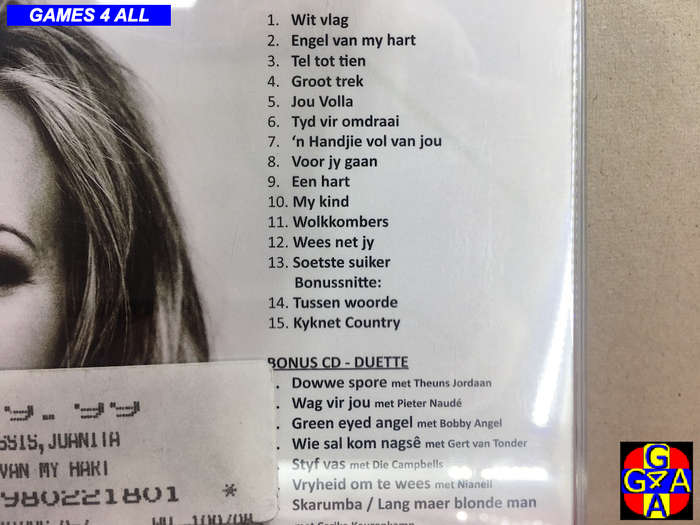 GAMES 4 ALL
1. Wit vlag
2. Engel van my hart
3. Tel tot tien
4. Groot trek
5. Jou Volla
6. Tyd vir omdraai
7. ‘n Handjie vol van jou
8. Voor jy gaan
9. Een hart
10. My kind
11. Wolkkombers
12. Wees net jy
13. Soetste suiker
Bonussnitte:
14. Tussen woorde
15. Kyknet Country
BONUS CD - DUETTE
. Dowwe spore met Theuns Jordaan
. Wag vir jou met Pieter Naudé
. Green eyed angel met Bobby Angel
. Wie sal kom nagsê met Gert van Tonder
. Styf vas met Die Campbells
. Vryheid om te wees met Nianell
. Skarumba / Lang maer blonde man
SSIS, JUANITA
VAN MY HART
980221801 *
G
G4A
A